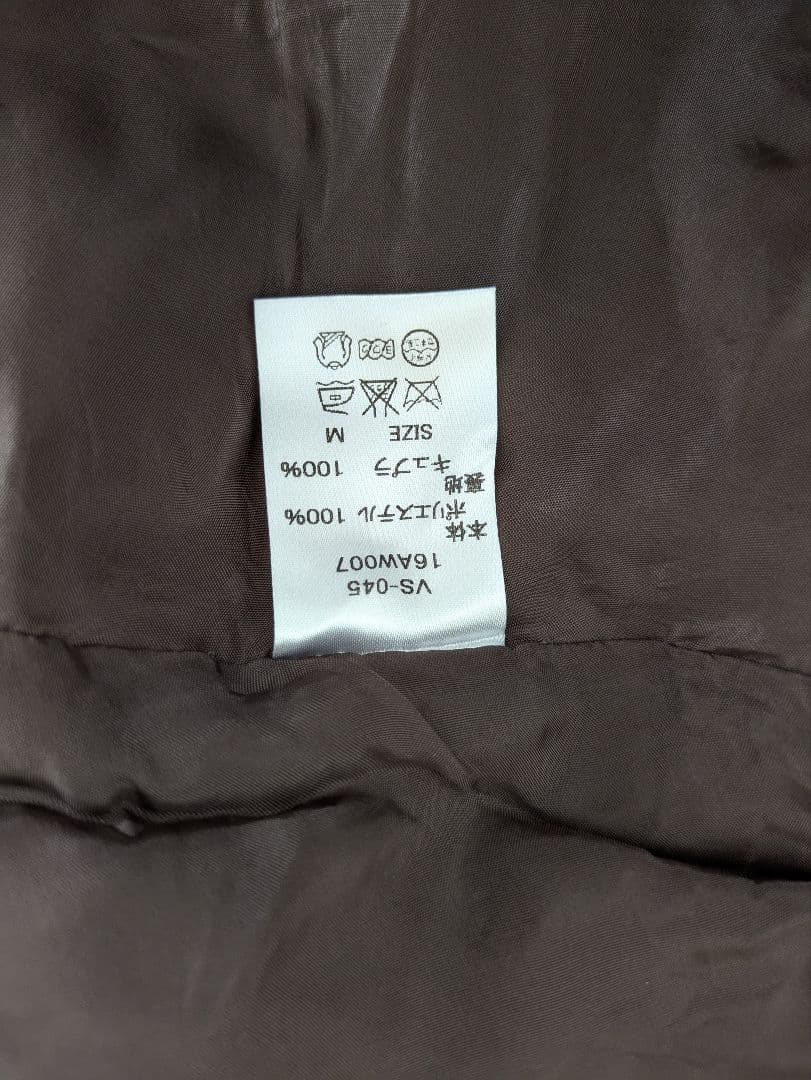 VS-045
16AW007
本体
ポリエステル 100%
裏地
キュプラ 100%
SIZE M